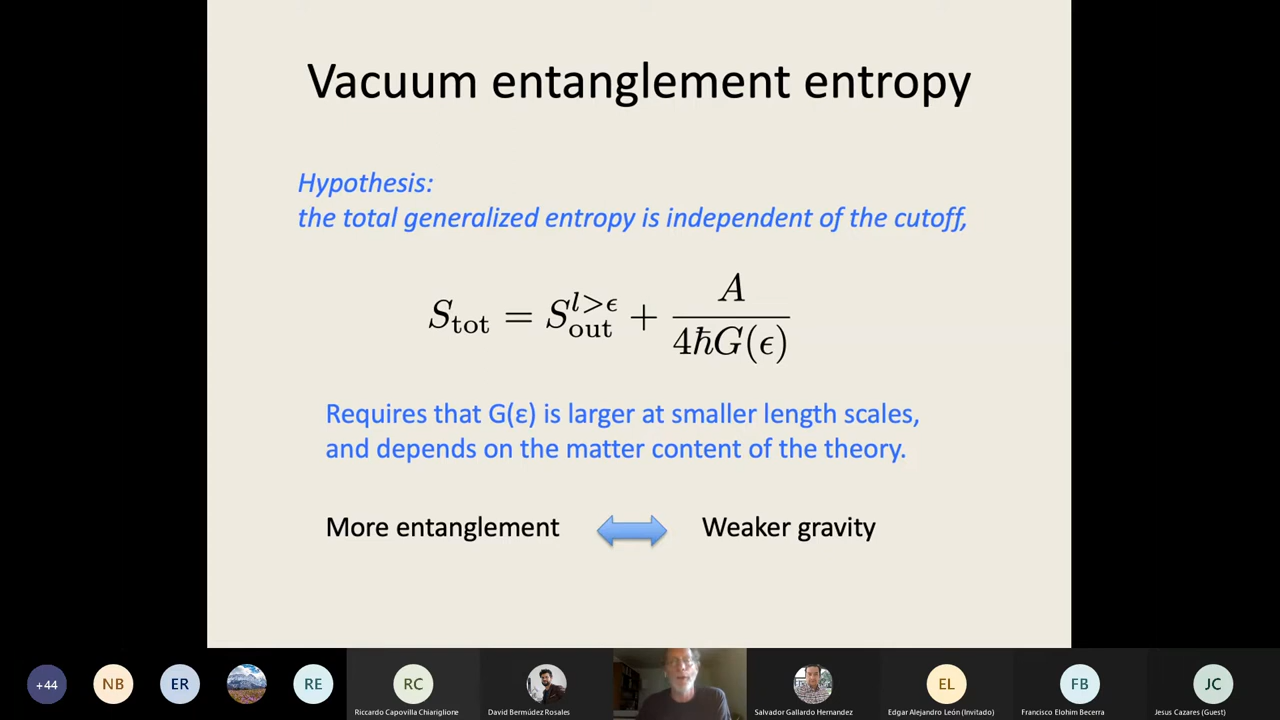 Vacuum entanglement entropy
Hypothesis:
the total generalized entropy is independent of the cutoff,
S_tot = S_out^{l>ϵ} + A / 4ℏG(ϵ)
Requires that G(ε) is larger at smaller length scales,
and depends on the matter content of the theory.
More entanglement Weaker gravity
+44 NB ER RE RC EL FB JC
Riccardo Capovilla Chiariglione David Bermúdez Rosales Salvador Gallardo Hernandez Edgar Alejandro León (Invitado) Francisco Elohim Becerra Jesus Cazares (Guest)